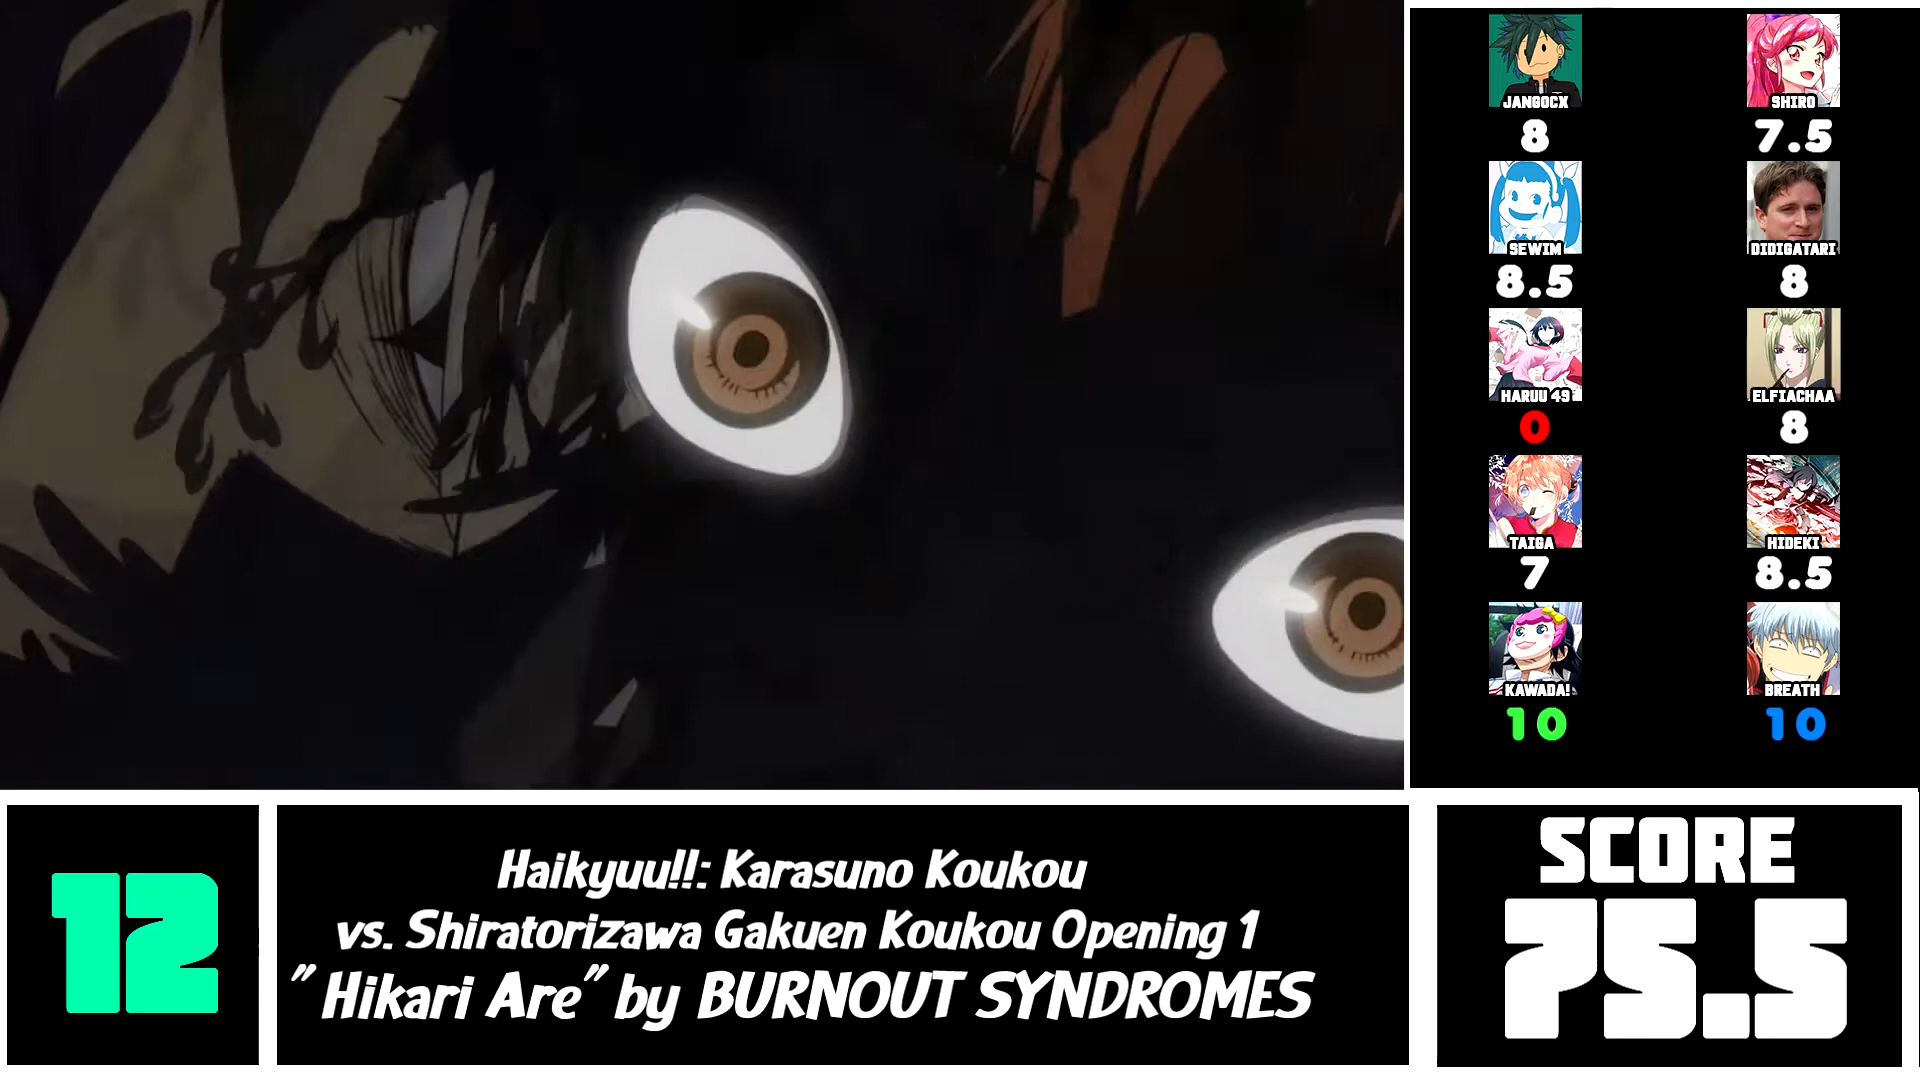 JANGOCX
SHIRO
8
7.5
SEWIM
DIDIGATARI
8.5
8
HARUU 49
ELFIACHAA
0
8
TAIGA
HIDEKI
7
8.5
KAWADA!
BREATH
10
10
12
Haikyuu!!: Karasuno Koukou
vs. Shiratorizawa Gakuen Koukou Opening 1
"Hikari Are" by BURNOUT SYNDROMES
SCORE
75.5